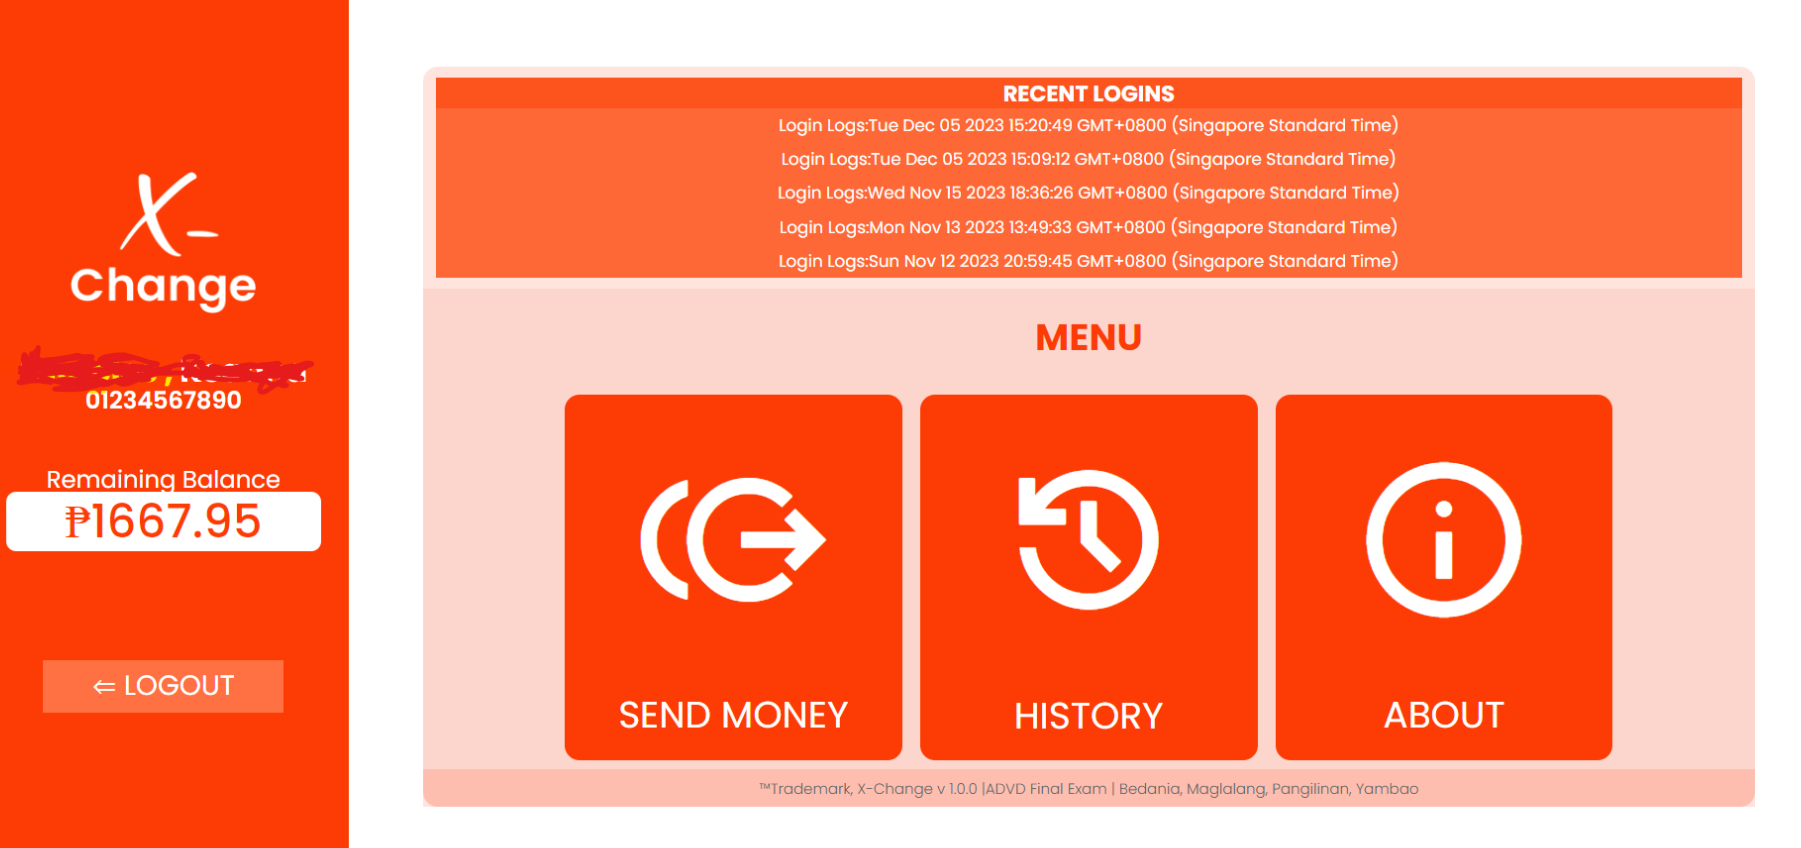 X-
Change
01234567890
Remaining Balance
₱1667.95
⇐ LOGOUT
RECENT LOGINS
Login Logs:Tue Dec 05 2023 15:20:49 GMT+0800 (Singapore Standard Time)
Login Logs:Tue Dec 05 2023 15:09:12 GMT+0800 (Singapore Standard Time)
Login Logs:Wed Nov 15 2023 18:36:26 GMT+0800 (Singapore Standard Time)
Login Logs:Mon Nov 13 2023 13:49:33 GMT+0800 (Singapore Standard Time)
Login Logs:Sun Nov 12 2023 20:59:45 GMT+0800 (Singapore Standard Time)
MENU
SEND MONEY
HISTORY
ABOUT
™Trademark, X-Change v 1.0.0 |ADVD Final Exam | Bedania, Maglalang, Pangilinan, Yambao